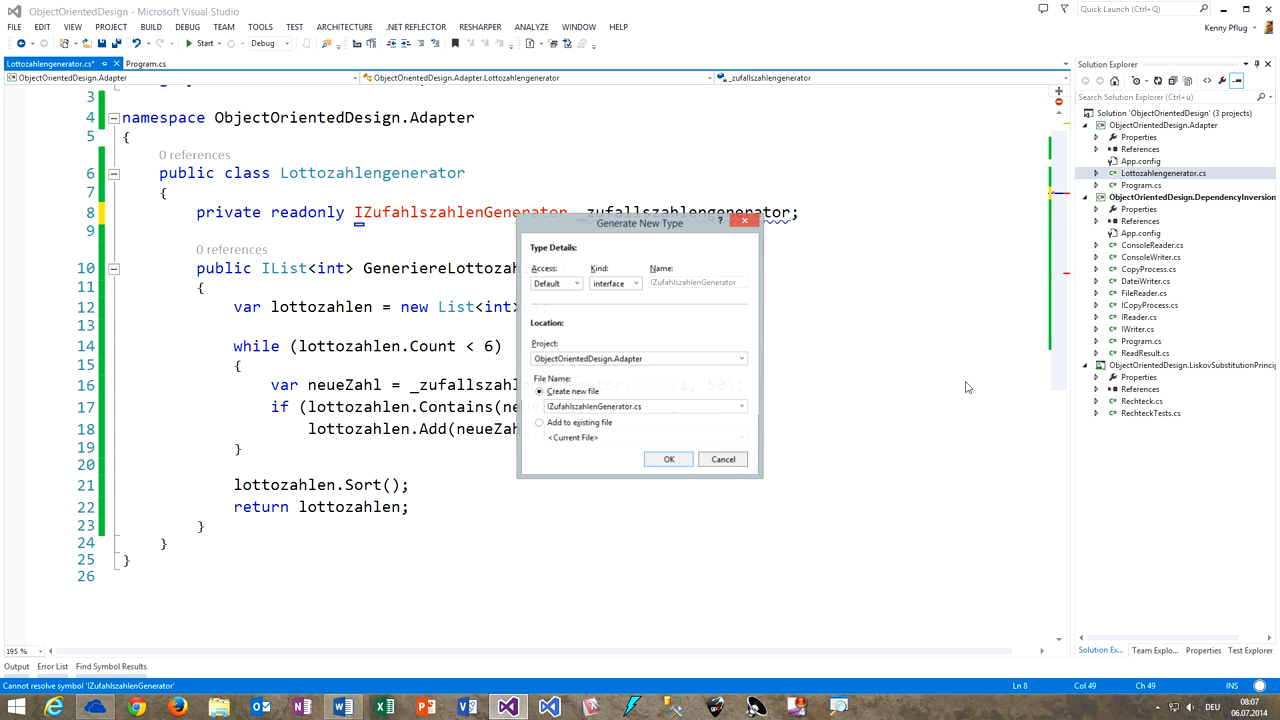 ObjectOrientedDesign - Microsoft Visual Studio
Quick Launch (Ctrl+Q)
FILE EDIT VIEW PROJECT BUILD DEBUG TEAM TOOLS TEST ARCHITECTURE .NET REFLECTOR RESHARPER ANALYZE WINDOW HELP
Kenny Pflug
Start
Debug
Lottozahlengenerator.cs*
Program.cs
ObjectOrientedDesign.Adapter
ObjectOrientedDesign.Adapter.Lottozahlengenerator
_zufallszahlengenerator
3
4 namespace ObjectOrientedDesign.Adapter
5 {
0 references
6 public class Lottozahlengenerator
7 {
8 private readonly IZufahlszahlenGenerator _zufallszahlengenerator;
9
0 references
10 public IList<int> GeneriereLottozah
11 {
12 var lottozahlen = new List<int>();
13
14 while (lottozahlen.Count < 6)
15 {
16 var neueZahl = _zufallszahlengenerator.Next(1, 50);
17 if (lottozahlen.Contains(neue
18 lottozahlen.Add(neueZahl);
19 }
20
21 lottozahlen.Sort();
22 return lottozahlen;
23 }
24 }
25 }
26
Generate New Type
?
Type Details:
Access: Kind: Name:
Default interface IZufahlszahlenGenerator
Location:
Project:
ObjectOrientedDesign.Adapter
File Name:
Create new file
IZufahlszahlenGenerator.cs
Add to existing file
<Current File>
OK Cancel
Solution Explorer
Search Solution Explorer (Ctrl+ü)
Solution 'ObjectOrientedDesign' (3 projects)
ObjectOrientedDesign.Adapter
Properties
References
App.config
Lottozahlengenerator.cs
Program.cs
ObjectOrientedDesign.DependencyInversion
Properties
References
App.config
ConsoleReader.cs
ConsoleWriter.cs
CopyProcess.cs
DateiWriter.cs
FileReader.cs
ICopyProcess.cs
IReader.cs
IWriter.cs
Program.cs
ReadResult.cs
ObjectOrientedDesign.LiskovSubstitutionPrinci
Properties
References
Rechteck.cs
RechteckTests.cs
195 %
Solution Ex... Team Explo... Properties Test Explorer
Output Error List Find Symbol Results
Cannot resolve symbol 'IZufahlszahlenGenerator'
Ln 8 Col 49 Ch 49 INS
DEU
08:07
06.07.2014